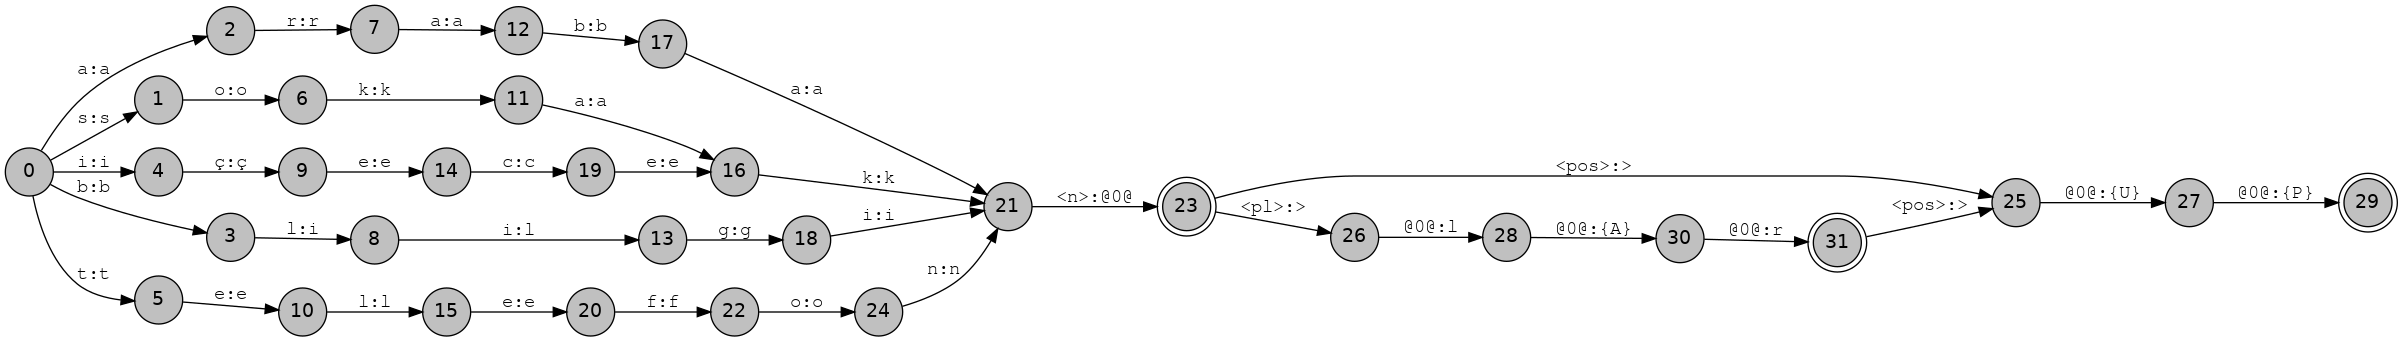 2 r:r 7 a:a 12 b:b 17
a:a a:a
1 o:o 6 k:k 11 a:a
s:s
0 i:i 4 ç:ç 9 e:e 14 c:c 19 e:e 16 k:k 21 <n>:@0@ 23 <pos>:> 25 @0@:{U} 27 @0@:{P} 29
b:b 3 l:i 8 i:l 13 g:g 18 i:i <pl>:> 26 @0@:l 28 @0@:{A} 30 @0@:r 31 <pos>:>
t:t 5 e:e 10 l:l 15 e:e 20 f:f 22 o:o 24 n:n